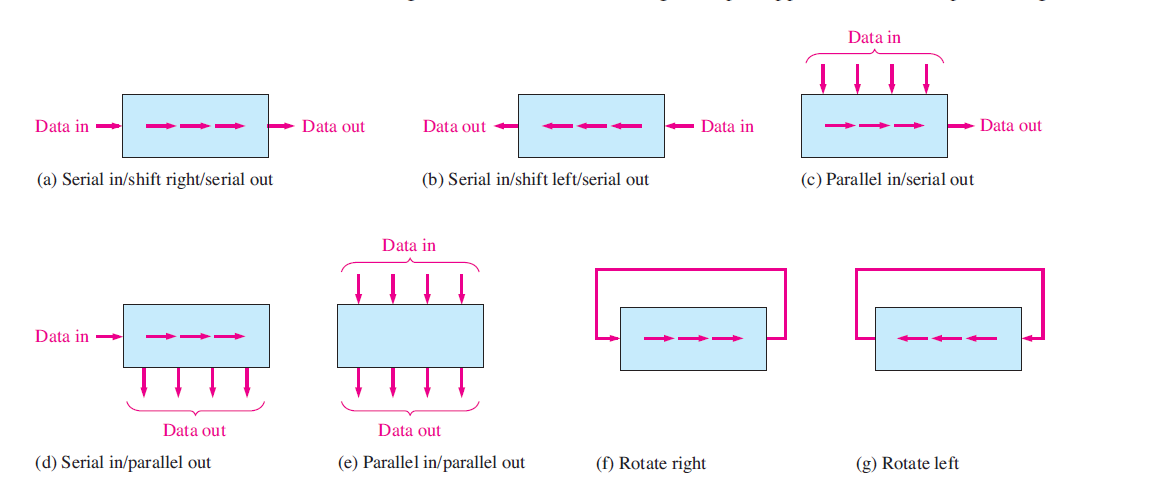 Data in
Data in
Data out
Data out
Data in
Data out
(a) Serial in/shift right/serial out
(b) Serial in/shift left/serial out
(c) Parallel in/serial out
Data in
Data in
Data out
Data out
(d) Serial in/parallel out
(e) Parallel in/parallel out
(f) Rotate right
(g) Rotate left